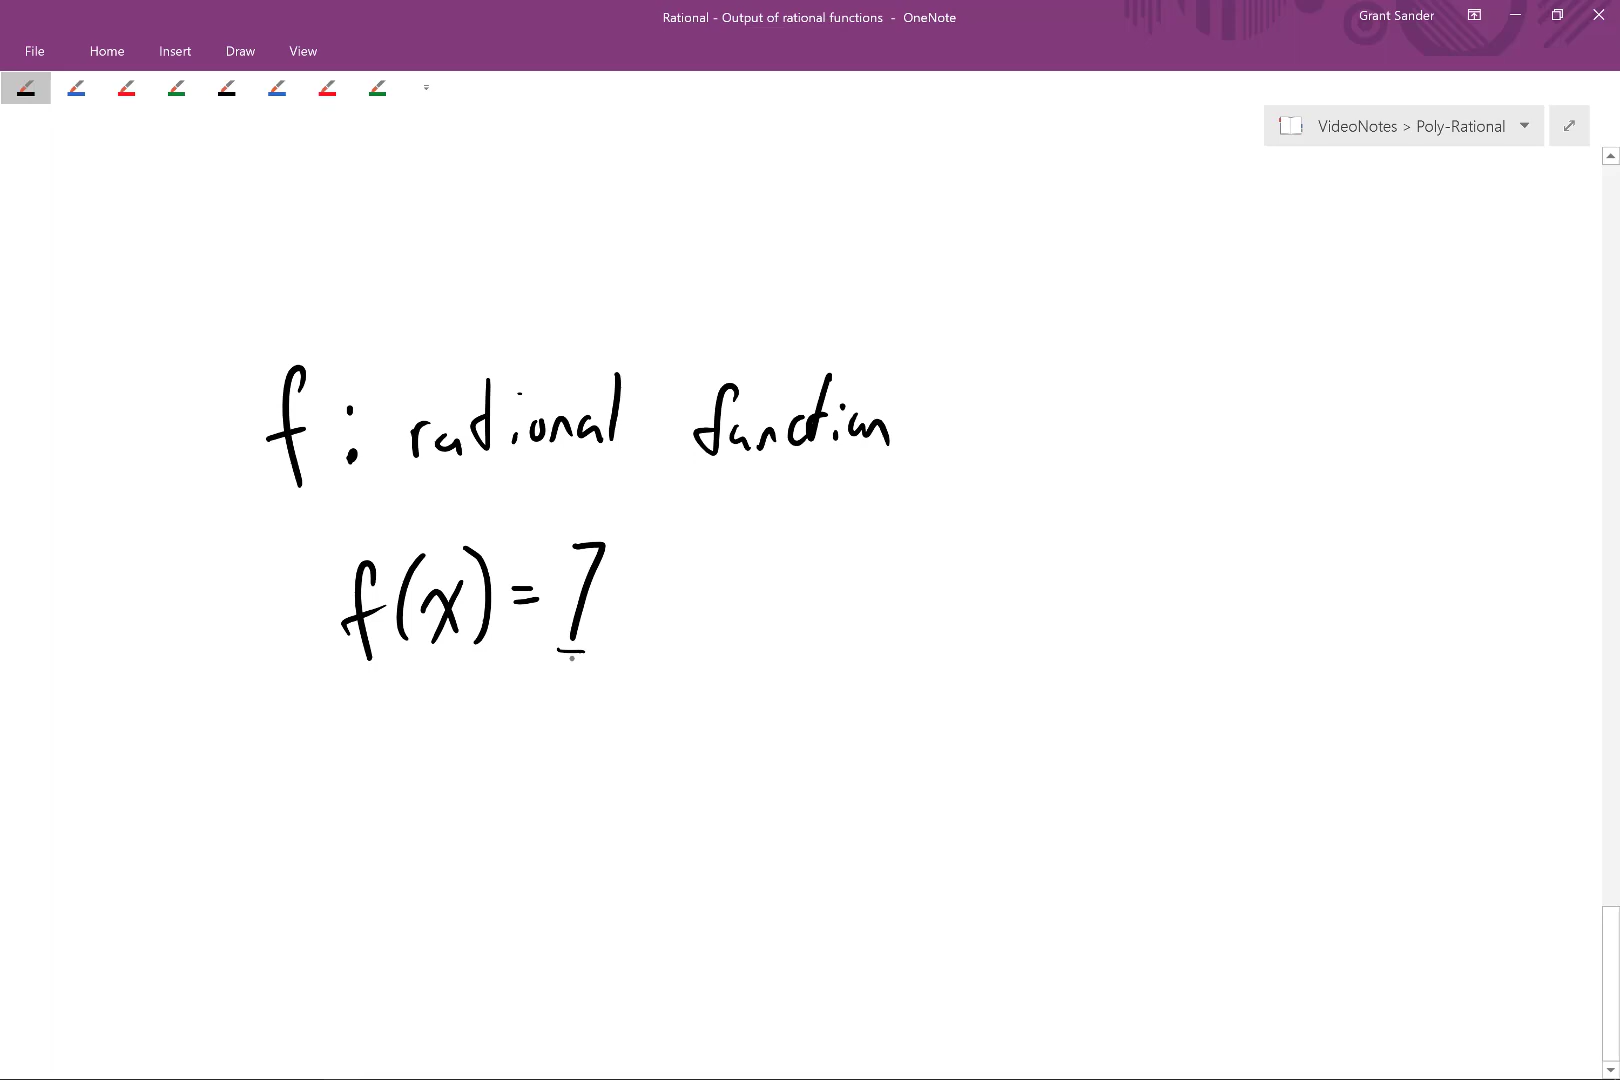 Rational - Output of rational functions - OneNote
Grant Sander
File Home Insert Draw View
VideoNotes > Poly-Rational
f : rational function
f(x) = 7